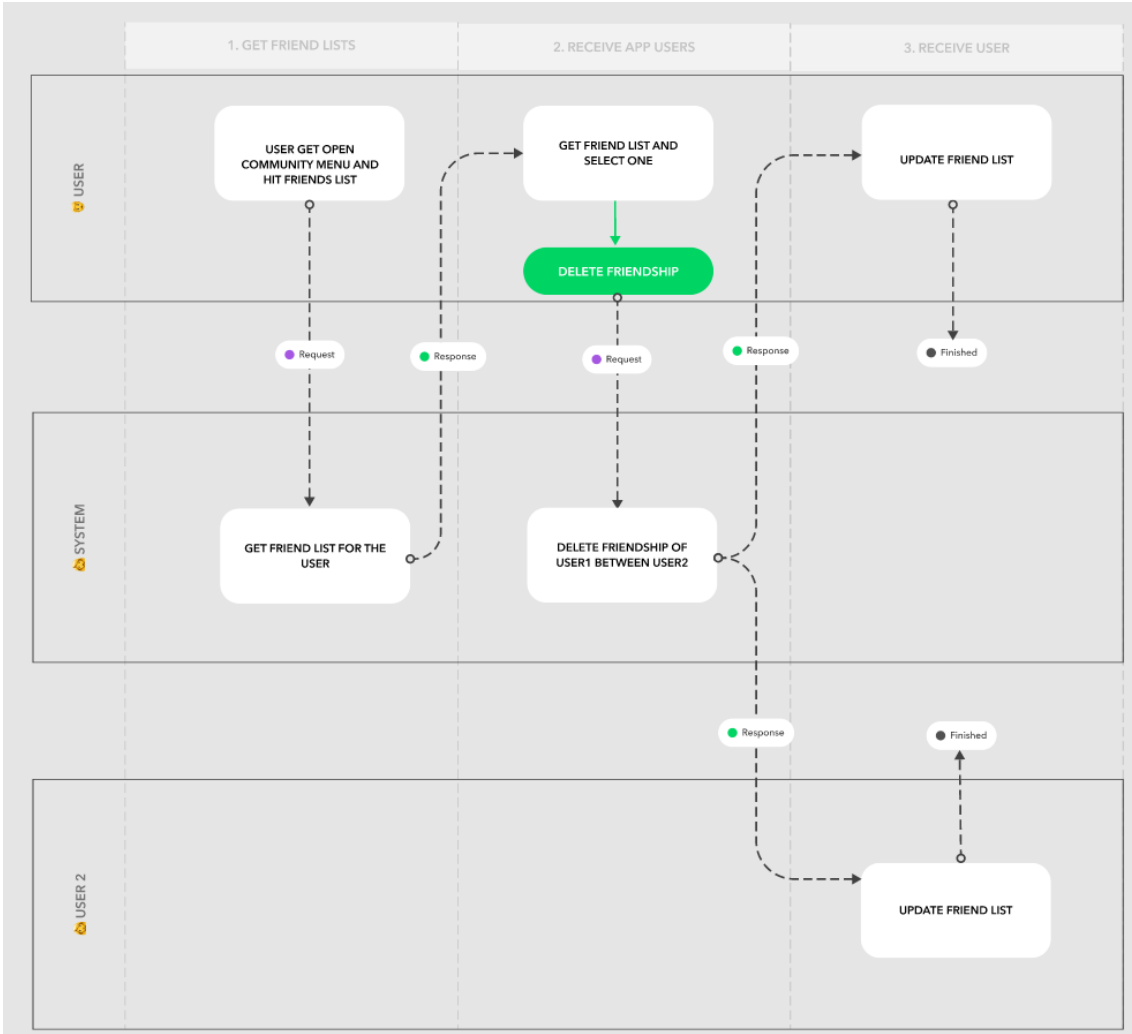 1. GET FRIEND LISTS
2. RECEIVE APP USERS
3. RECEIVE USER
USER
USER GET OPEN
COMMUNITY MENU AND
HIT FRIENDS LIST
GET FRIEND LIST AND
SELECT ONE
UPDATE FRIEND LIST
DELETE FRIENDSHIP
Request
Response
Request
Response
Finished
SYSTEM
GET FRIEND LIST FOR THE
USER
DELETE FRIENDSHIP OF
USER1 BETWEEN USER2
Response
Finished
USER 2
UPDATE FRIEND LIST